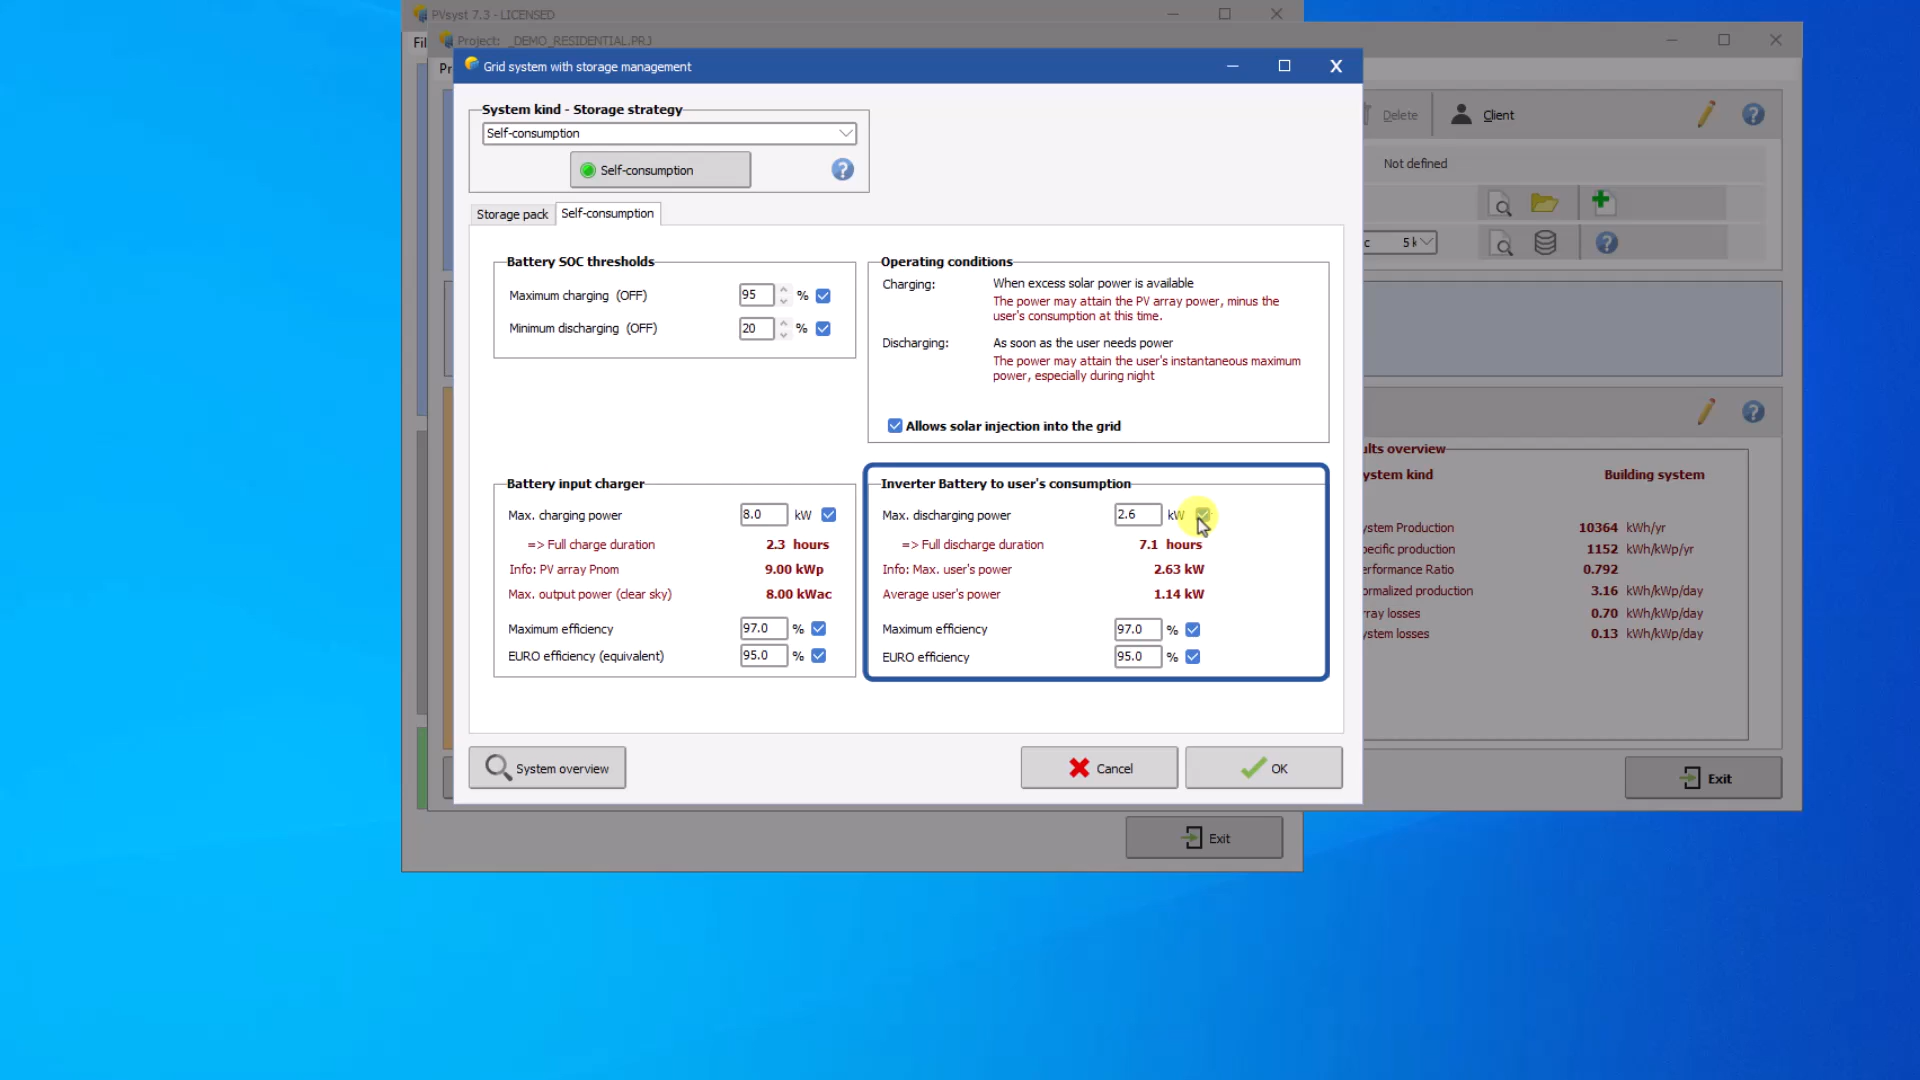 PVsyst 7.3 - LICENSED
Fil
Project: _DEMO_RESIDENTIAL.PRJ
Pr
Grid system with storage management
System kind - Storage strategy
Self-consumption
Self-consumption
Storage pack
Self-consumption
Battery SOC thresholds
Maximum charging (OFF) 95 %
Minimum discharging (OFF) 20 %
Operating conditions
Charging: When excess solar power is available
The power may attain the PV array power, minus the
user's consumption at this time.
Discharging: As soon as the user needs power
The power may attain the user's instantaneous maximum
power, especially during night
Allows solar injection into the grid
Battery input charger
Max. charging power 8.0 kW
=> Full charge duration 2.3 hours
Info: PV array Pnom 9.00 kWp
Max. output power (clear sky) 8.00 kWac
Maximum efficiency 97.0 %
EURO efficiency (equivalent) 95.0 %
Inverter Battery to user's consumption
Max. discharging power 2.6 kW
=> Full discharge duration 7.1 hours
Info: Max. user's power 2.63 kW
Average user's power 1.14 kW
Maximum efficiency 97.0 %
EURO efficiency 95.0 %
System overview
Cancel
OK
Delete
Client
Not defined
c 5 k
lts overview
ystem kind Building system
ystem Production 10364 kWh/yr
pecific production 1152 kWh/kWp/yr
erformance Ratio 0.792
ormalized production 3.16 kWh/kWp/day
rray losses 0.70 kWh/kWp/day
ystem losses 0.13 kWh/kWp/day
Exit
Exit